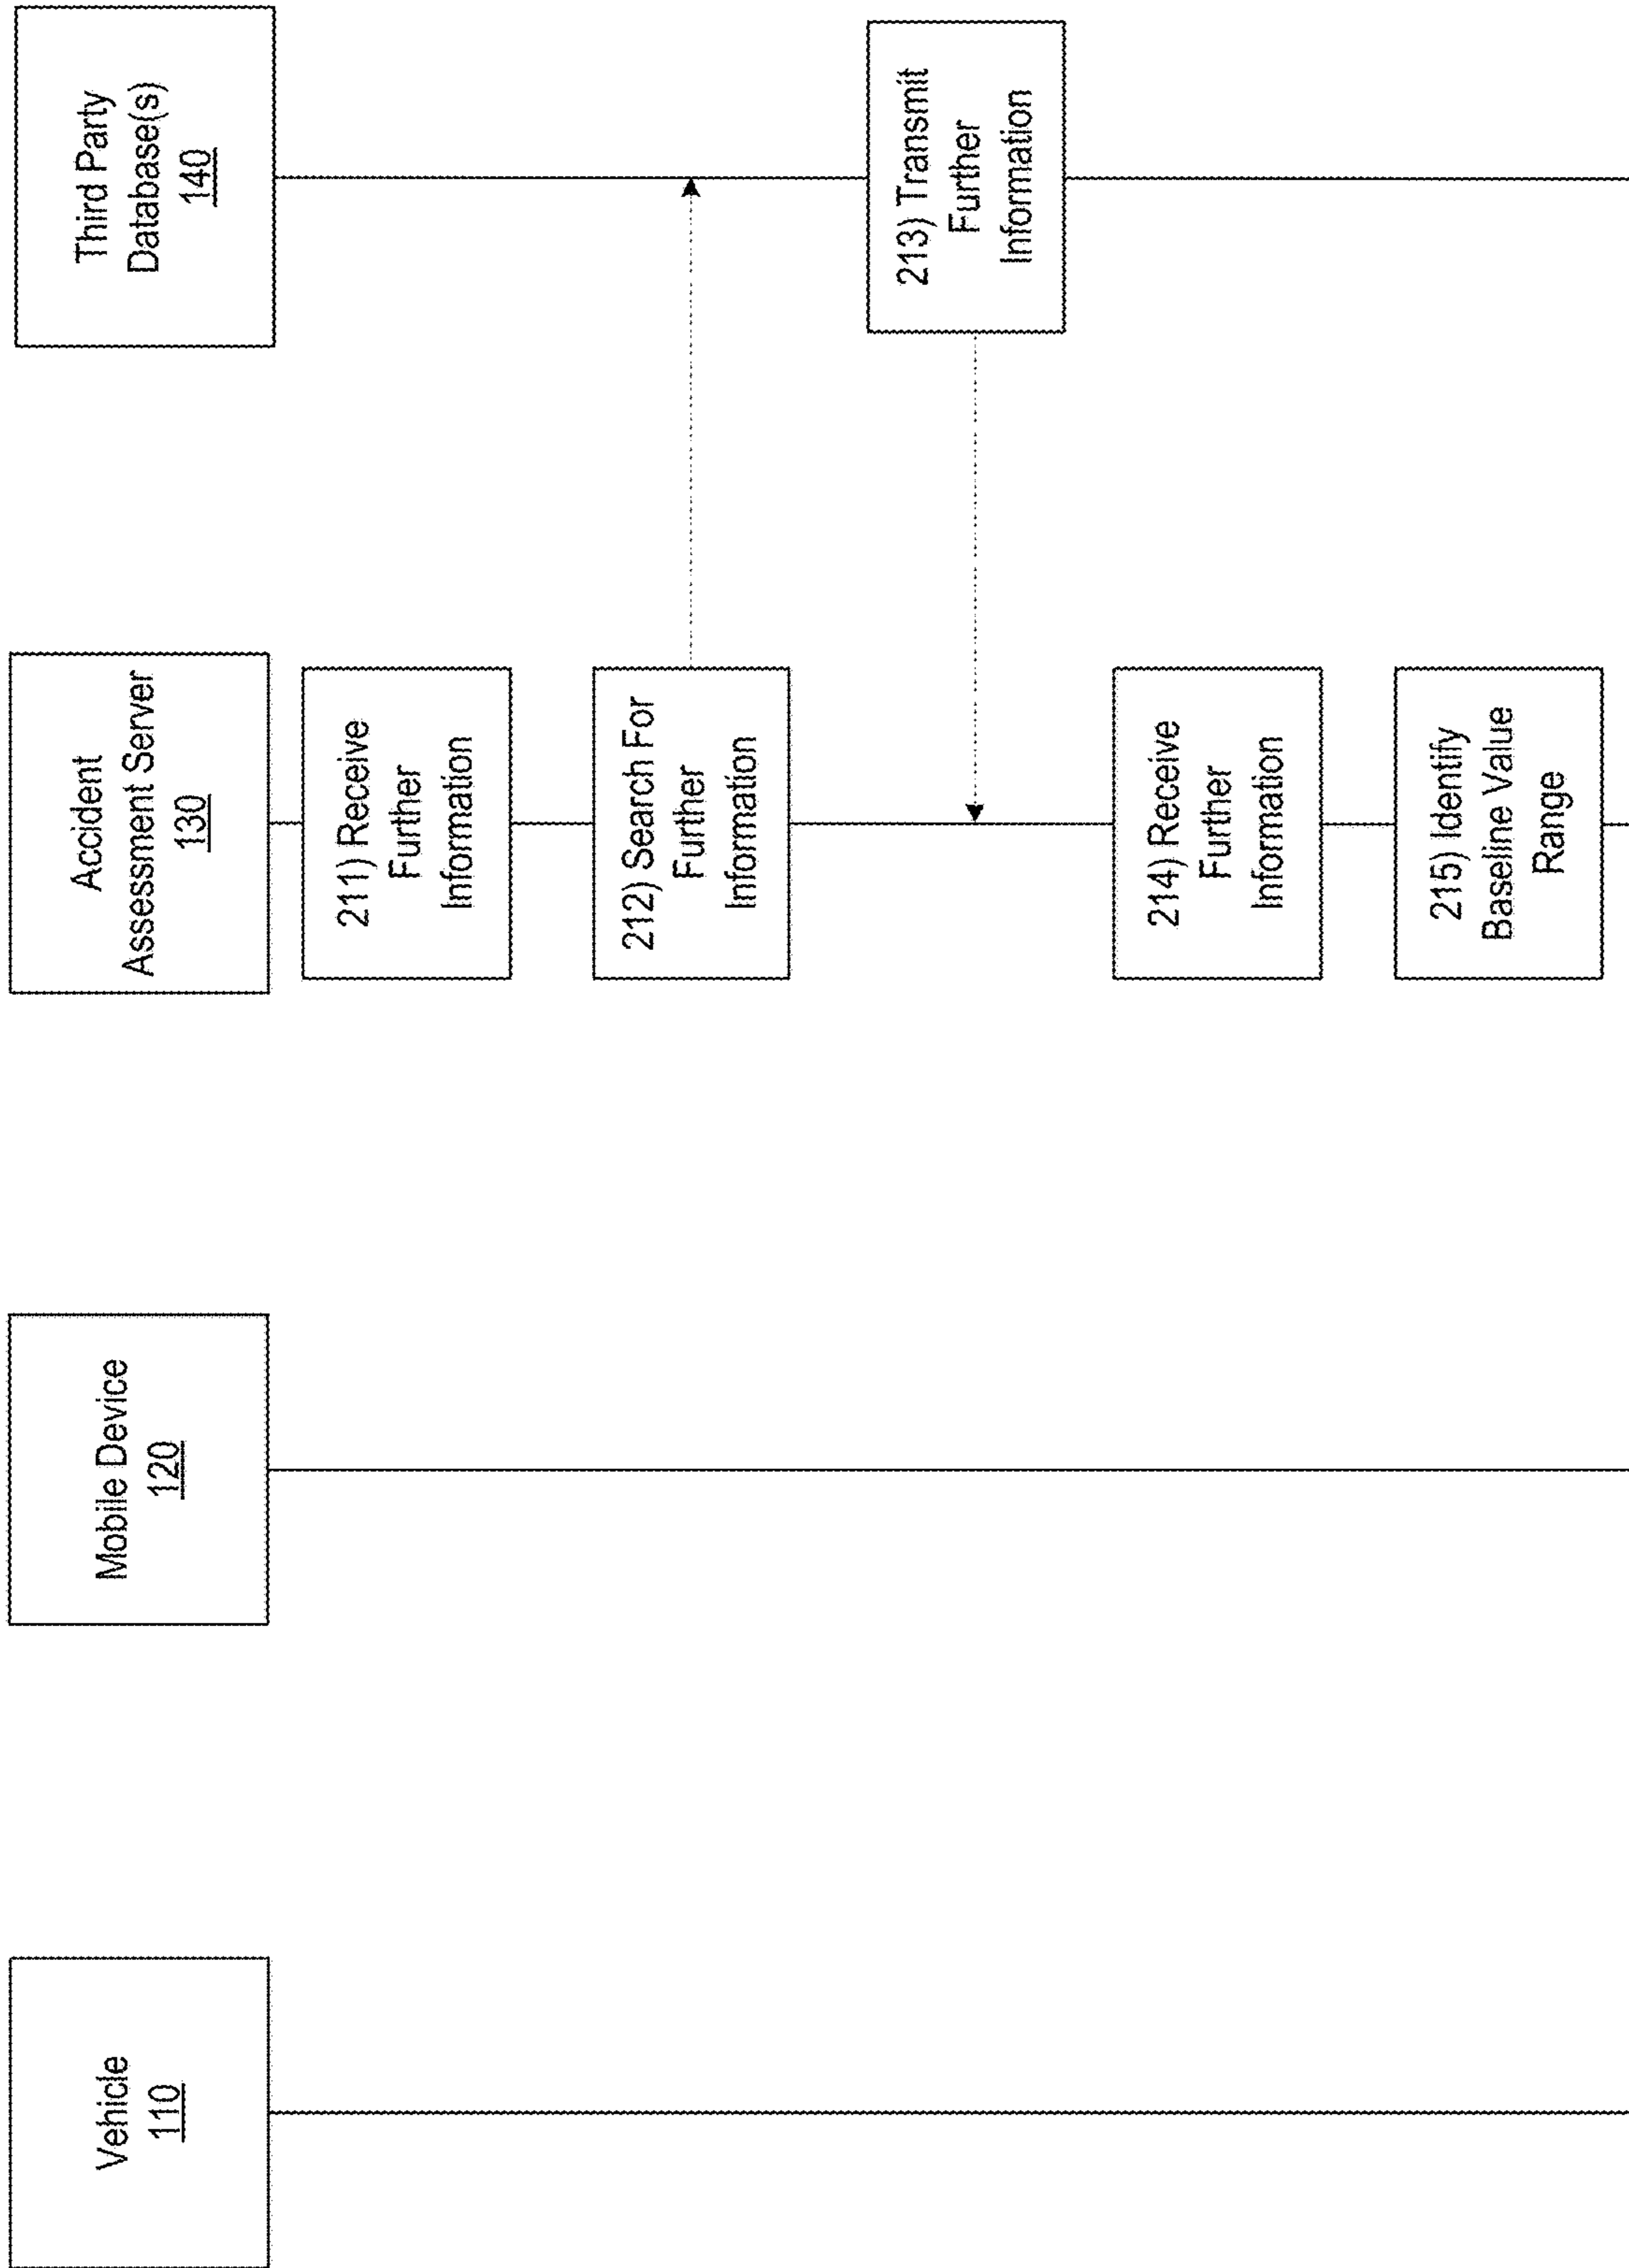 Vehicle
110
Mobile Device
120
Accident
Assessment Server
130
Third Party
Database(s)
140
211) Receive
Further
Information
212) Search For
Further
Information
213) Transmit
Further
Information
214) Receive
Further
Information
215) Identify
Baseline Value
Range